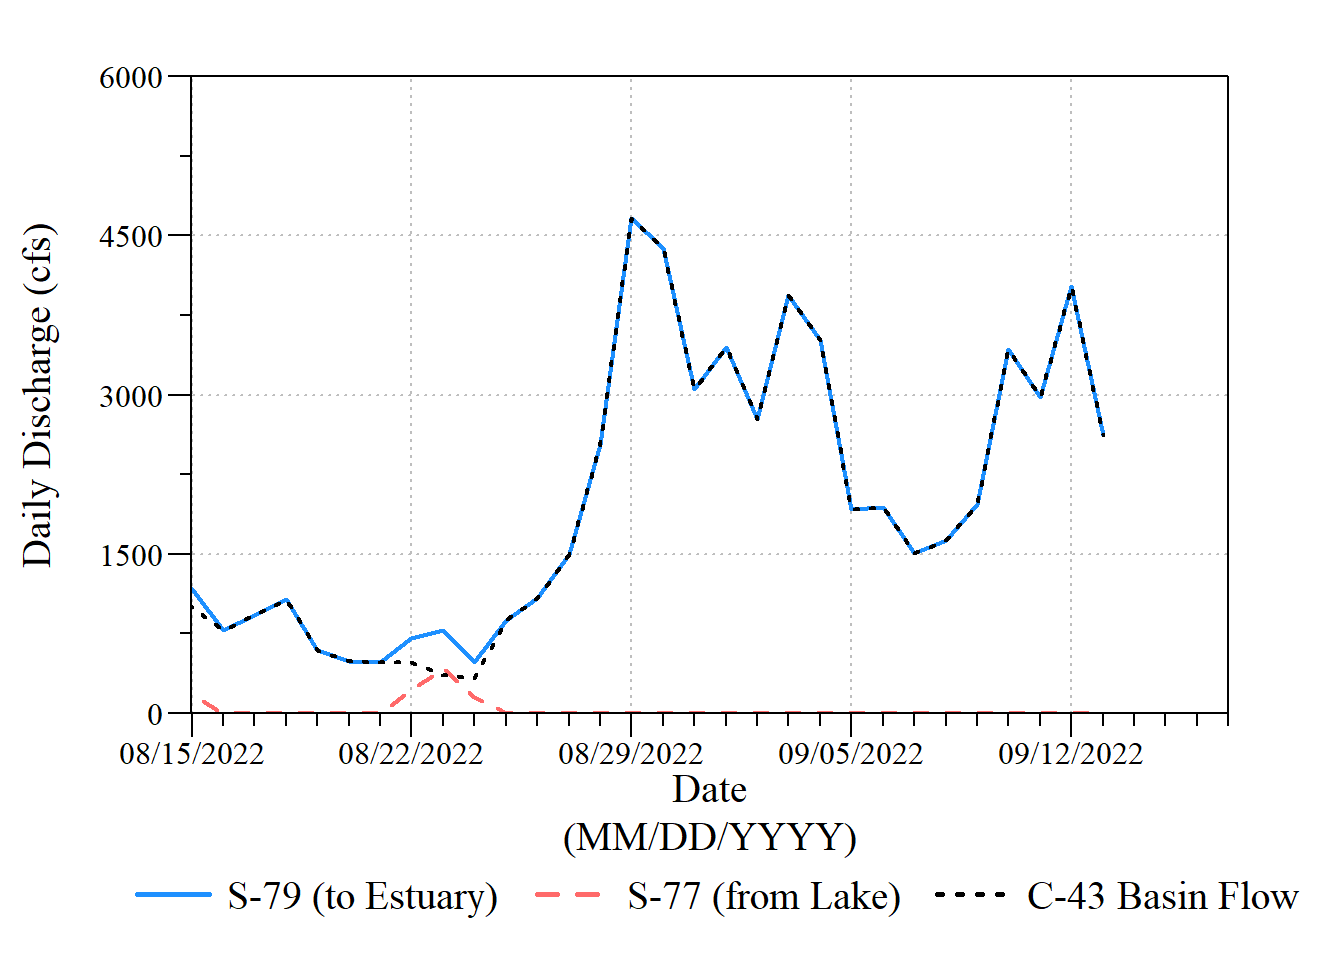 6000
4500
3000
1500
0
Daily Discharge (cfs)
08/15/2022 08/22/2022 08/29/2022 09/05/2022 09/12/2022
Date
(MM/DD/YYYY)
S-79 (to Estuary) S-77 (from Lake) C-43 Basin Flow